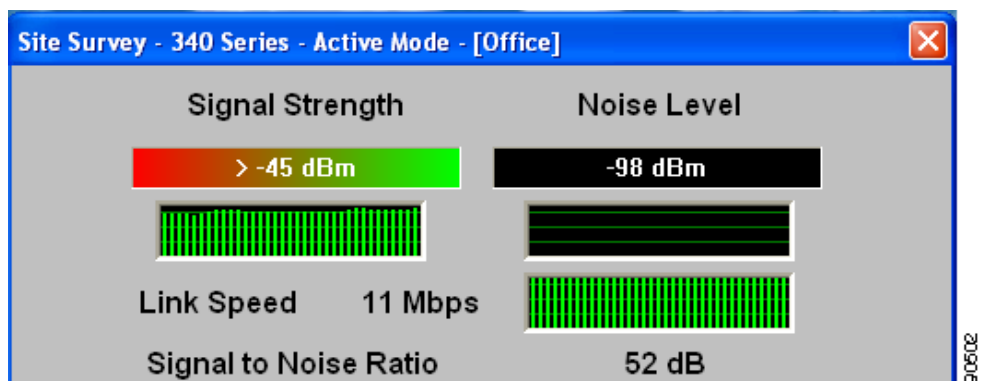 Site Survey - 340 Series - Active Mode - [Office]
Signal Strength
Noise Level
> -45 dBm
-98 dBm
Link Speed 11 Mbps
Signal to Noise Ratio 52 dB
90502